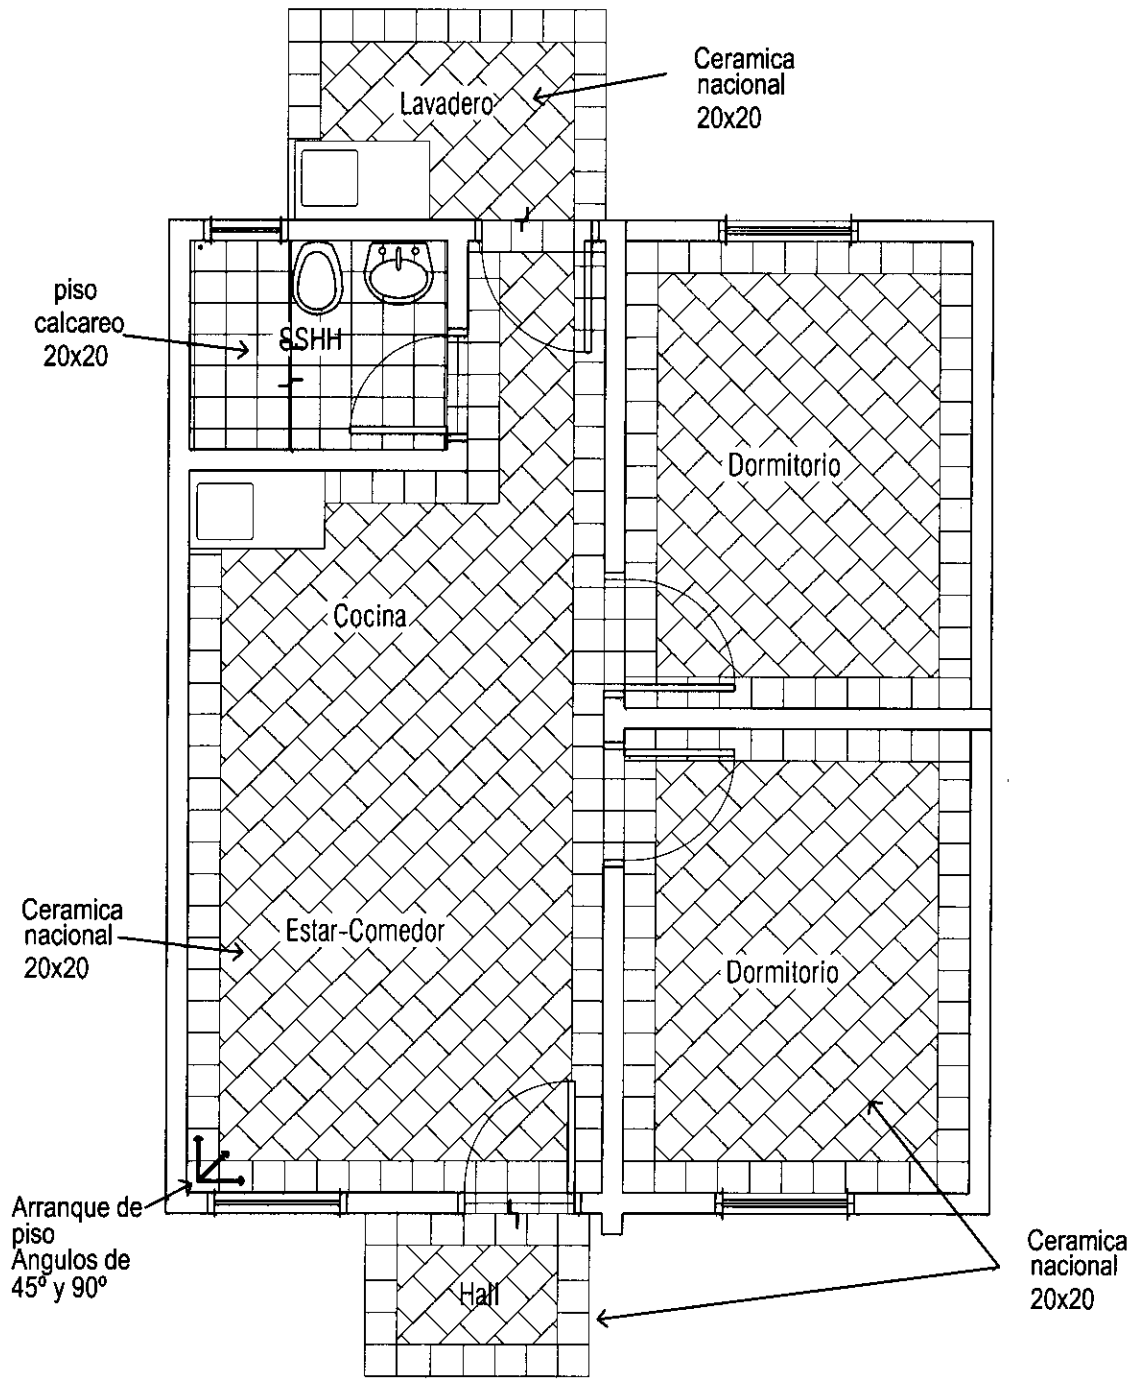 Ceramica
nacional
20x20
Lavadero
piso
calcareo
20x20
SSHH
Dormitorio
Cocina
Ceramica
nacional
20x20
Estar-Comedor
Dormitorio
Arranque de
piso
Angulos de
45º y 90º
Hall
Ceramica
nacional
20x20